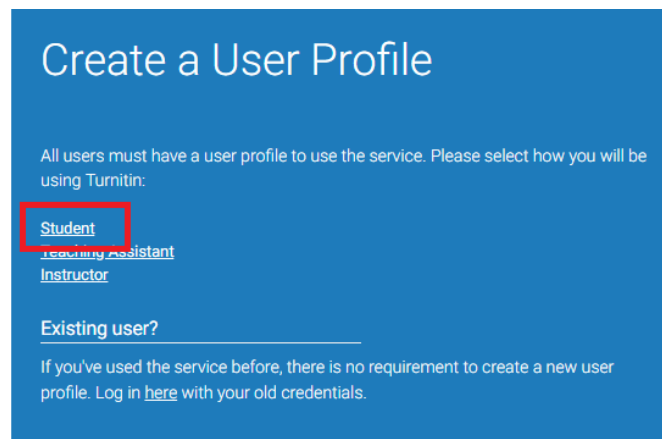 Create a User Profile
All users must have a user profile to use the service. Please select how you will be
using Turnitin:
Student
Teaching Assistant
Instructor
Existing user?
If you've used the service before, there is no requirement to create a new user
profile. Log in here with your old credentials.